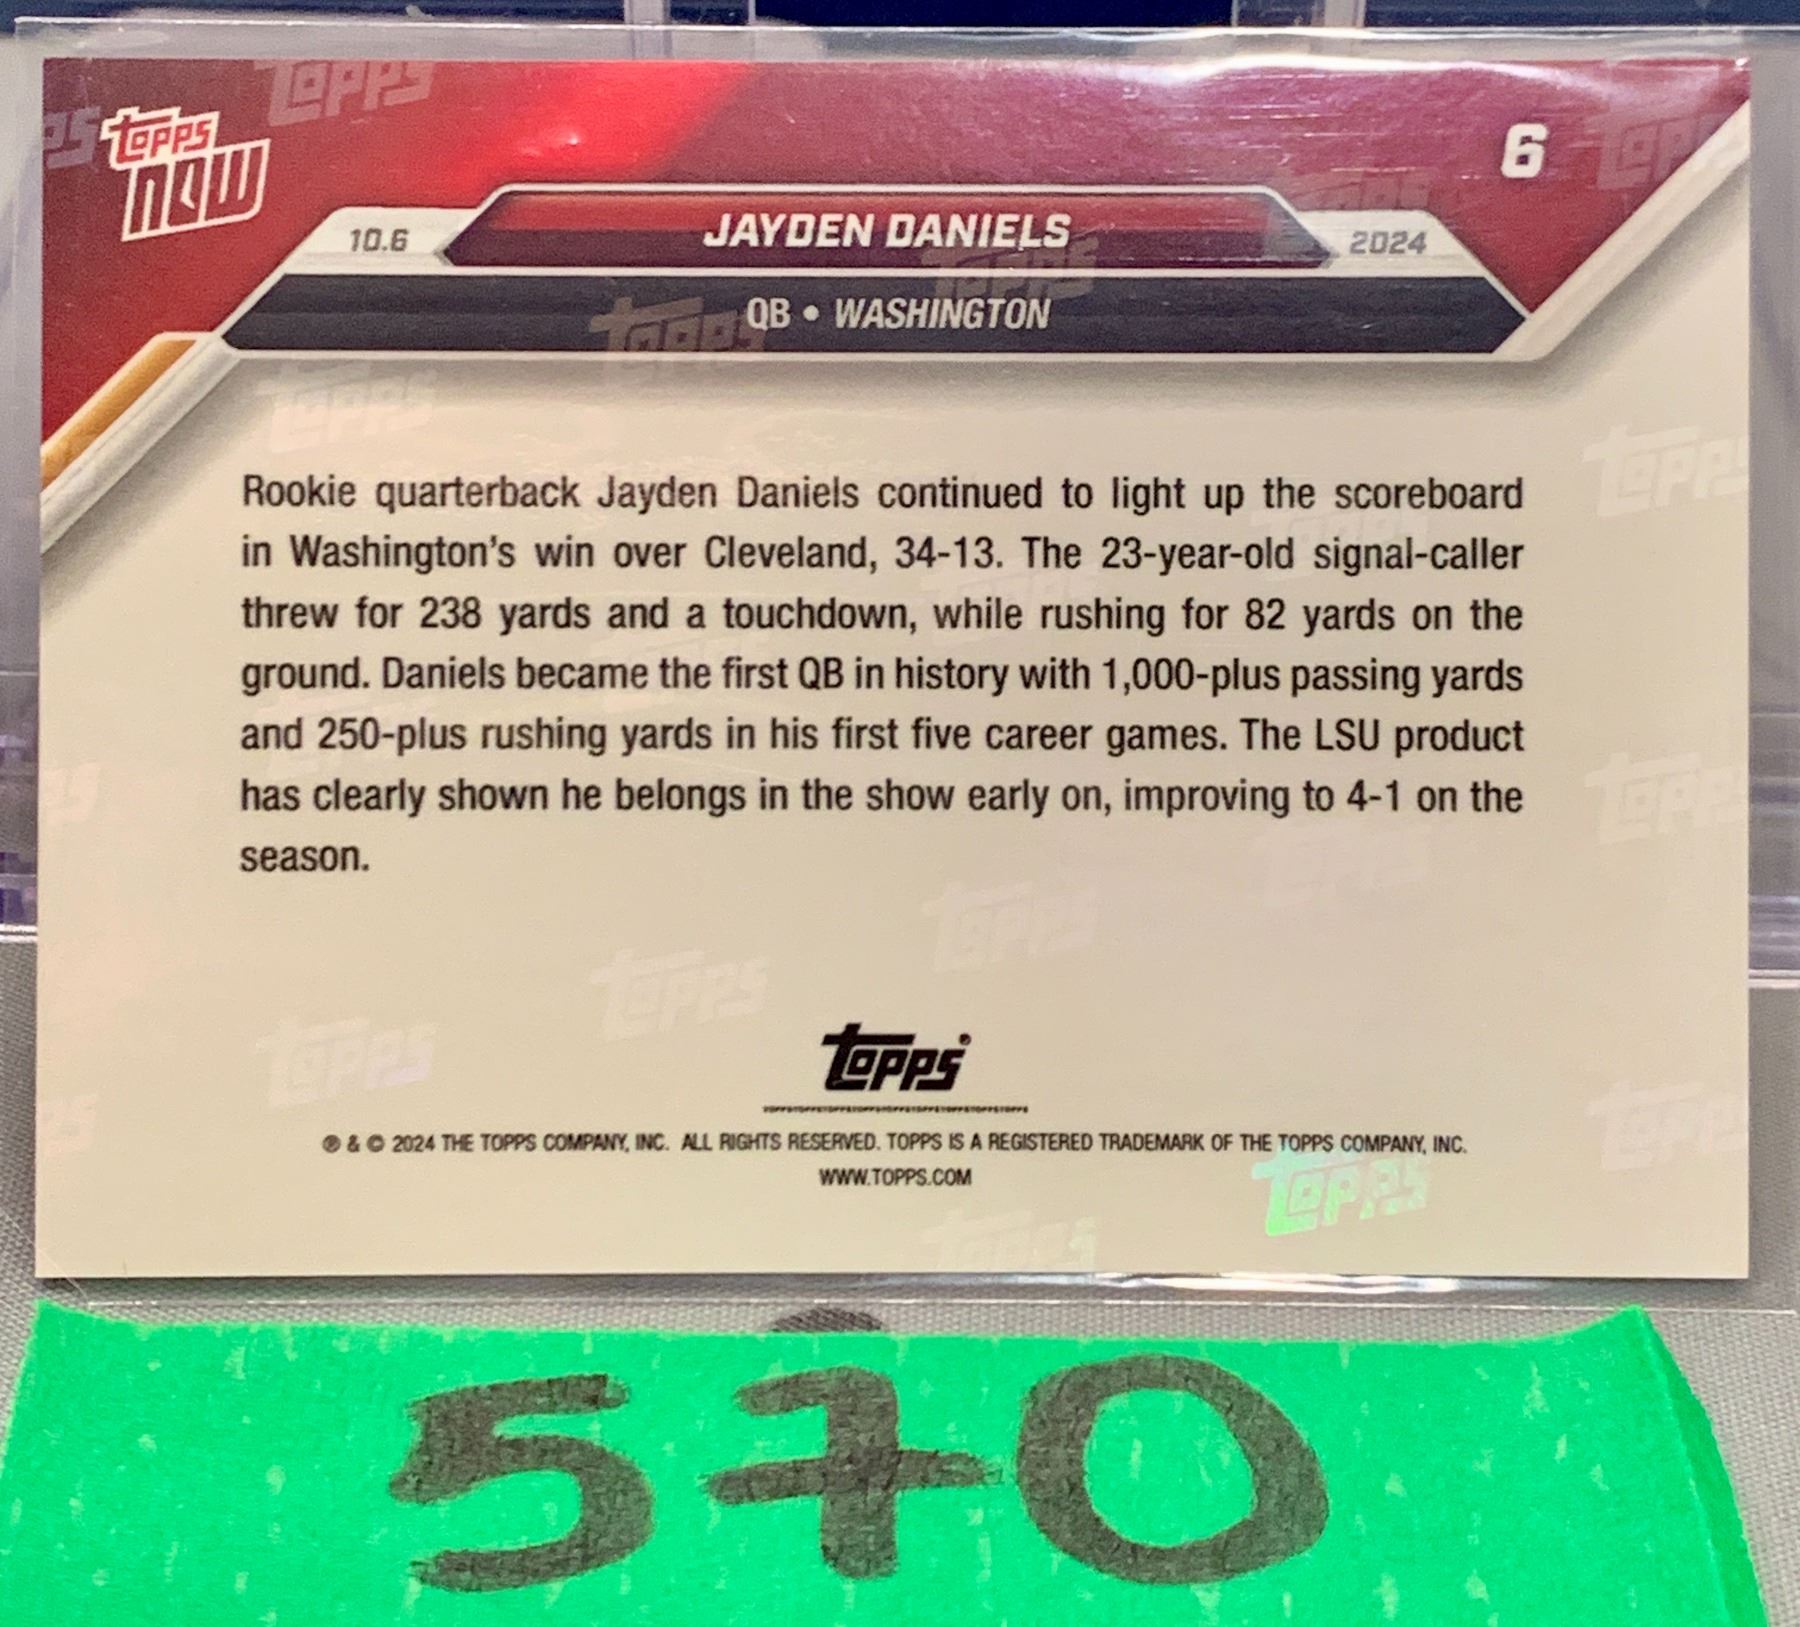 TOPPS
TOPPS NOW
6
10.6
JAYDEN DANIELS
2024
QB • WASHINGTON
Rookie quarterback Jayden Daniels continued to light up the scoreboard
in Washington's win over Cleveland, 34-13. The 23-year-old signal-caller
threw for 238 yards and a touchdown, while rushing for 82 yards on the
ground. Daniels became the first QB in history with 1,000-plus passing yards
and 250-plus rushing yards in his first five career games. The LSU product
has clearly shown he belongs in the show early on, improving to 4-1 on the
season.
TOPPS
® & © 2024 THE TOPPS COMPANY, INC. ALL RIGHTS RESERVED. TOPPS IS A REGISTERED TRADEMARK OF THE TOPPS COMPANY, INC.
WWW.TOPPS.COM
TOPPS
570